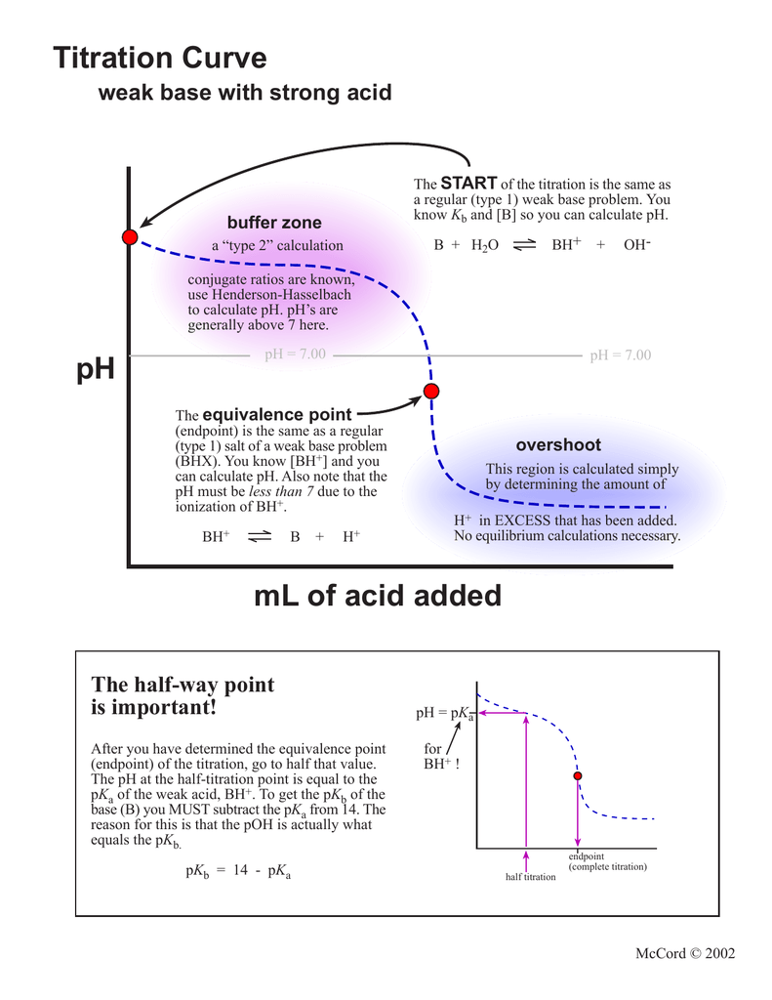 Titration Curve
weak base with strong acid
The START of the titration is the same as
a regular (type 1) weak base problem. You
know Kb and [B] so you can calculate pH.
B + H2O ⇌ BH+ + OH-
buffer zone
a “type 2” calculation
conjugate ratios are known,
use Henderson-Hasselbach
to calculate pH. pH’s are
generally above 7 here.
pH = 7.00
pH = 7.00
pH
The equivalence point
(endpoint) is the same as a regular
(type 1) salt of a weak base problem
(BHX). You know [BH+] and you
can calculate pH. Also note that the
pH must be less than 7 due to the
ionization of BH+.
BH+ ⇌ B + H+
overshoot
This region is calculated simply
by determining the amount of
H+ in EXCESS that has been added.
No equilibrium calculations necessary.
mL of acid added
The half-way point
is important!
After you have determined the equivalence point
(endpoint) of the titration, go to half that value.
The pH at the half-titration point is equal to the
pKa of the weak acid, BH+. To get the pKb of the
base (B) you MUST subtract the pKa from 14. The
reason for this is that the pOH is actually what
equals the pKb.
pKb = 14 - pKa
pH = pKa
for
BH+ !
endpoint
(complete titration)
half titration
McCord © 2002